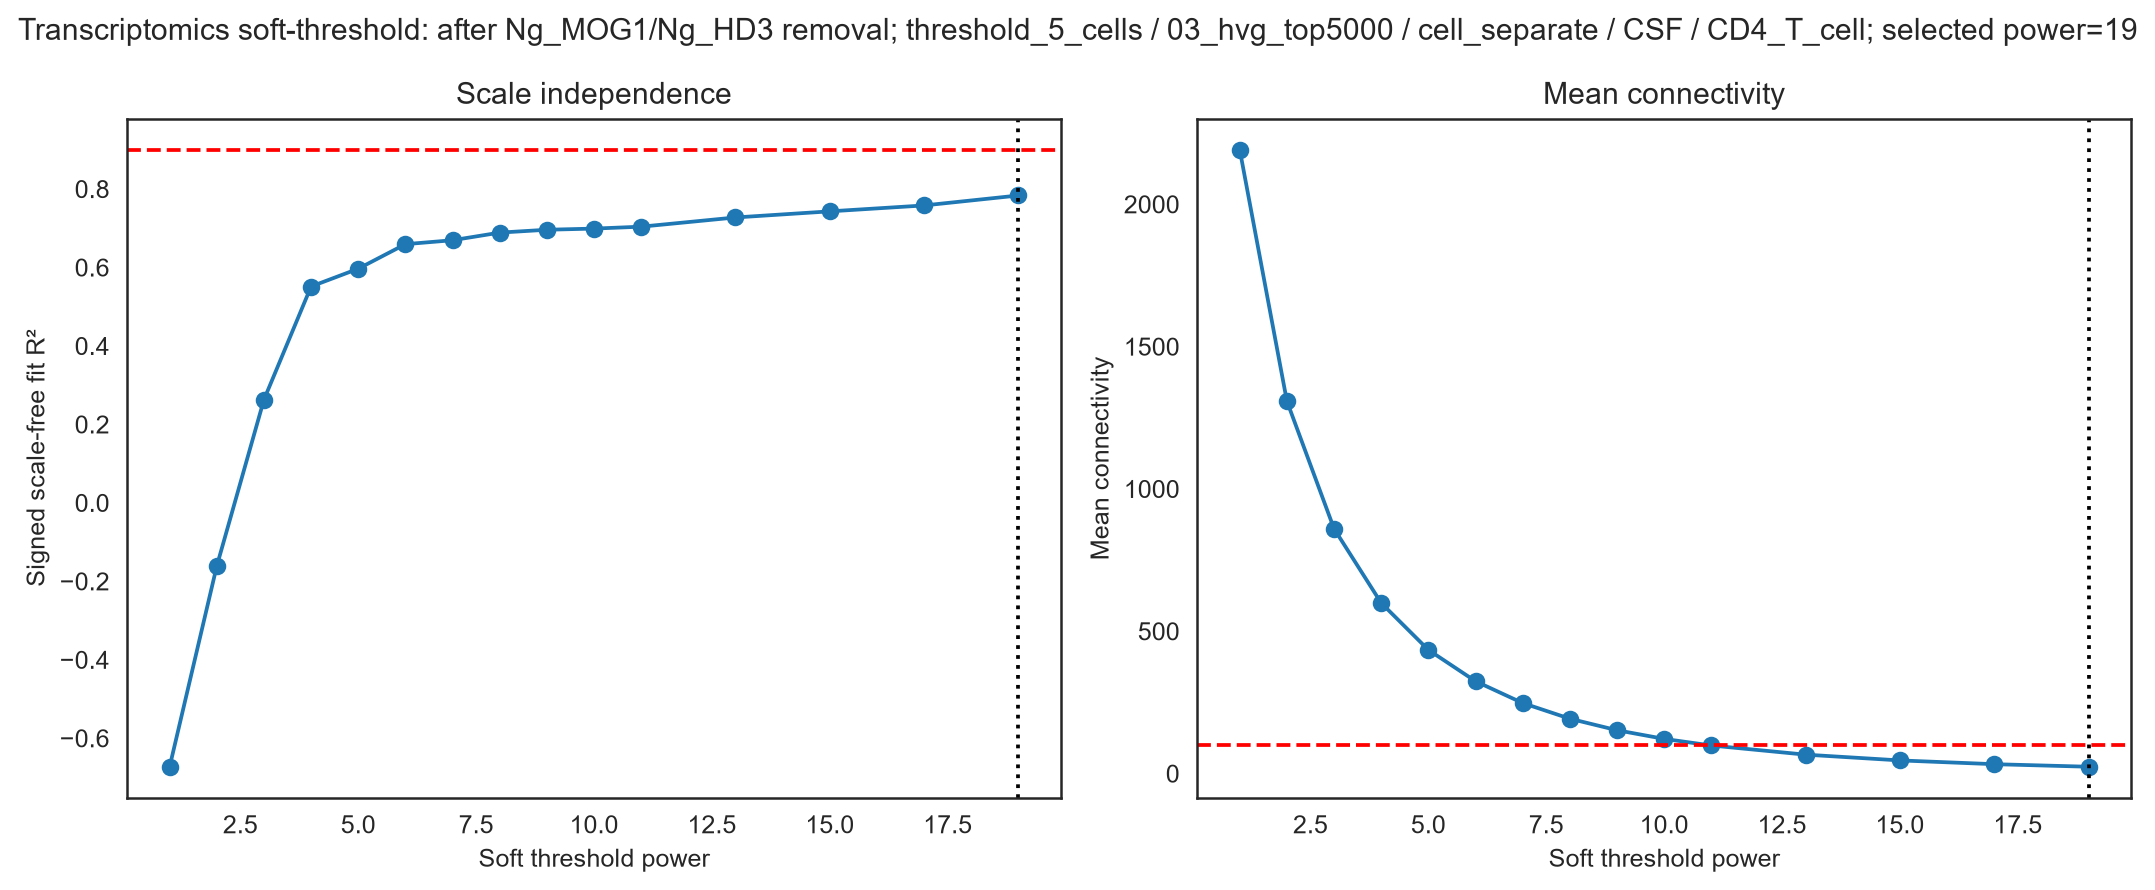 Transcriptomics soft-threshold: after Ng_MOG1/Ng_HD3 removal; threshold_5_cells / 03_hvg_top5000 / cell_separate / CSF / CD4_T_cell; selected power=19
Scale independence
Signed scale-free fit R²
0.8
0.6
0.4
0.2
0.0
−0.2
−0.4
−0.6
2.5 5.0 7.5 10.0 12.5 15.0 17.5
Soft threshold power
Mean connectivity
Mean connectivity
2000
1500
1000
500
0
2.5 5.0 7.5 10.0 12.5 15.0 17.5
Soft threshold power